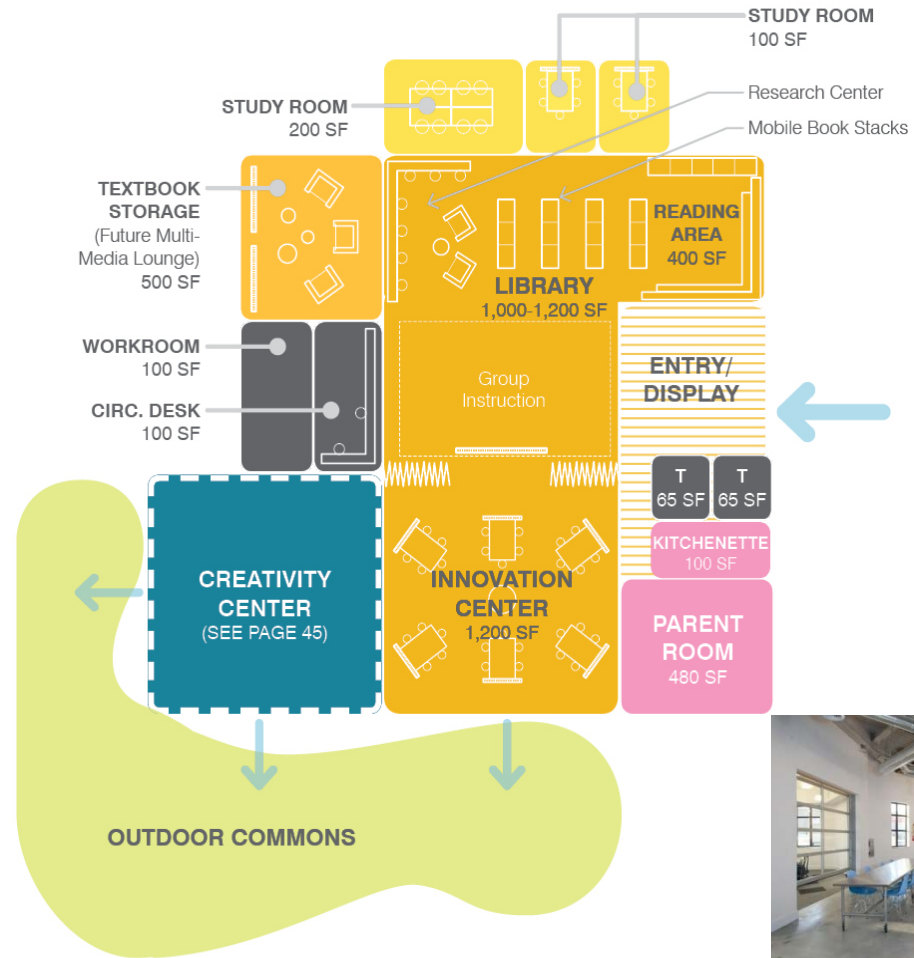 STUDY ROOM
100 SF
Research Center
STUDY ROOM
200 SF
Mobile Book Stacks
TEXTBOOK
STORAGE
(Future Multi-
Media Lounge)
500 SF
READING
AREA
400 SF
LIBRARY
1,000-1,200 SF
WORKROOM
100 SF
ENTRY/
DISPLAY
Group
Instruction
CIRC. DESK
100 SF
T
65 SF
T
65 SF
KITCHENETTE
100 SF
CREATIVITY
CENTER
(SEE PAGE 45)
INNOVATION
CENTER
1,200 SF
PARENT
ROOM
480 SF
OUTDOOR COMMONS